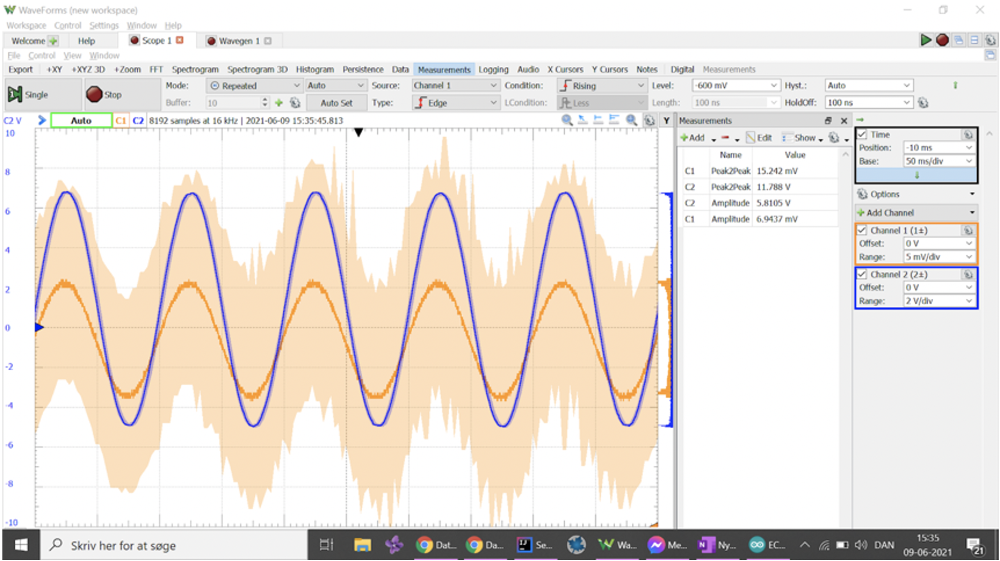 WaveForms (new workspace)
Workspace Control Settings Window Help
Welcome Help Scope 1 Wavegen 1
File Control View Window
Export +XY +XYZ 3D +Zoom FFT Spectrogram Spectrogram 3D Histogram Persistence Data Measurements Logging Audio X Cursors Y Cursors Notes Digital Measurements
Single Stop Mode: Repeated Auto Source: Channel 1 Condition: Rising Level: -600 mV Hyst.: Auto
Buffer: 10 Auto Set Type: Edge LCondition: Less Length: 100 ns HoldOff: 100 ns
C2 V Auto C1 C2 8192 samples at 16 kHz | 2021-06-09 15:35:45.813 Y
10
8
6
4
2
0
-2
-4
-6
-8
-10
Measurements
Add Edit Show
Name Value
C1 Peak2Peak 15.242 mV
C2 Peak2Peak 11.788 V
C2 Amplitude 5.8105 V
C1 Amplitude 6.9437 mV
Time
Position: -10 ms
Base: 50 ms/div
Options
Add Channel
Channel 1 (1±)
Offset: 0 V
Range: 5 mV/div
Channel 2 (2±)
Offset: 0 V
Range: 2 V/div
Skriv her for at søge Dat... Da... Se... Wa... Me... Ny... EC... DAN 15:35
09-06-2021 21